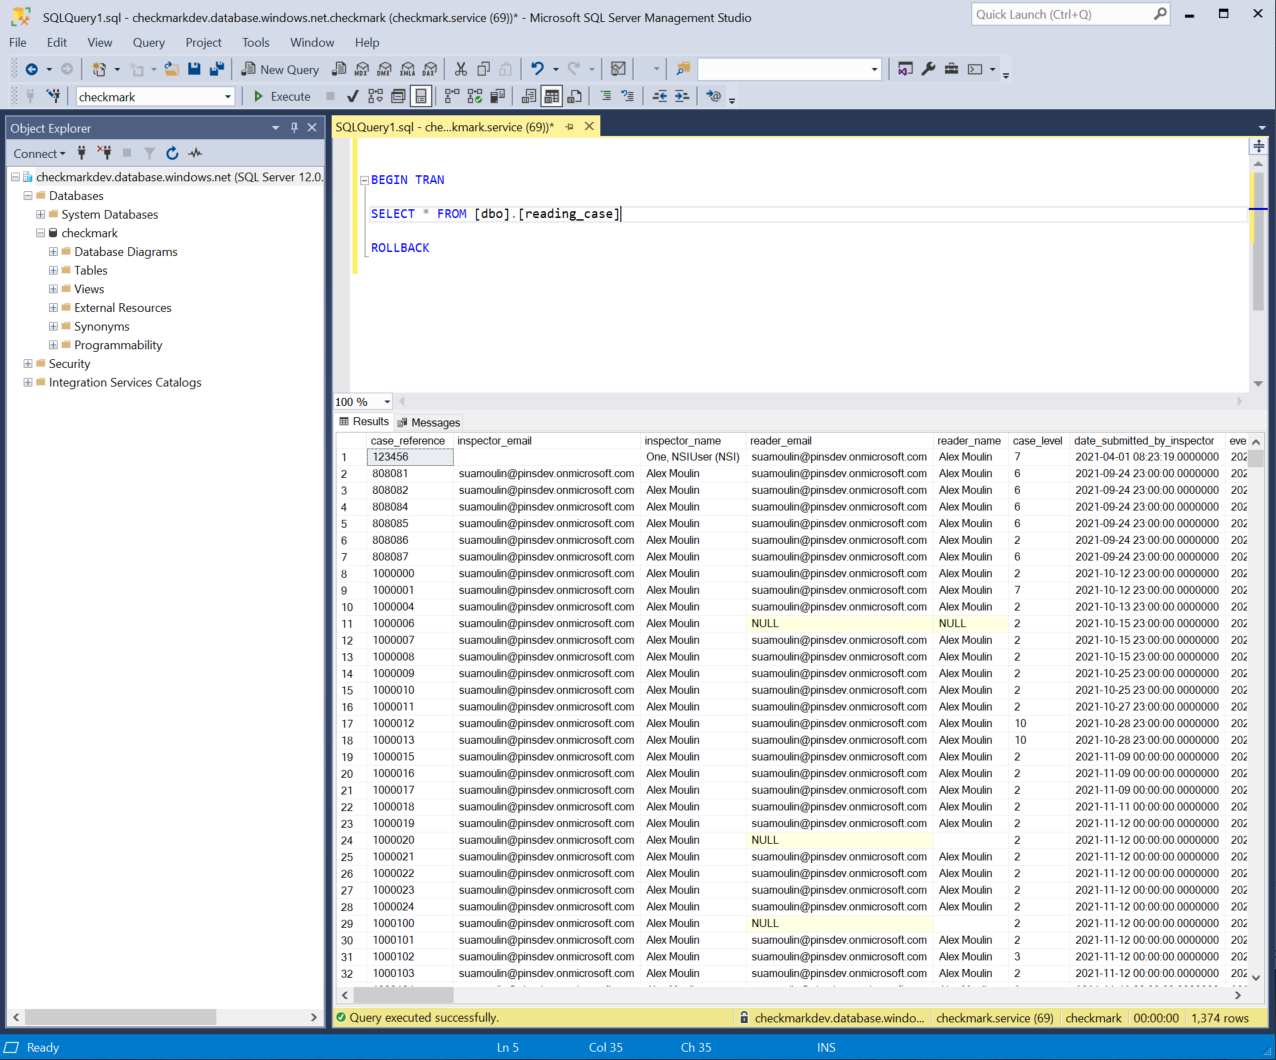 SQLQuery1.sql - checkmarkdev.database.windows.net.checkmark (checkmark.service (69))* - Microsoft SQL Server Management Studio
Quick Launch (Ctrl+Q)
File Edit View Query Project Tools Window Help
New Query MDX DMX XMLA DAX
checkmark Execute
Object Explorer
SQLQuery1.sql - che...kmark.service (69))*
Connect
checkmarkdev.database.windows.net (SQL Server 12.0.
Databases
System Databases
checkmark
Database Diagrams
Tables
Views
External Resources
Synonyms
Programmability
Security
Integration Services Catalogs
BEGIN TRAN
SELECT * FROM [dbo].[reading_case]
ROLLBACK
100 %
Results Messages
case_reference inspector_email inspector_name reader_email reader_name case_level date_submitted_by_inspector eve
1 123456 One, NSIUser (NSI) suamoulin@pinsdev.onmicrosoft.com Alex Moulin 7 2021-04-01 08:23:19.0000000 202
2 808081 suamoulin@pinsdev.onmicrosoft.com Alex Moulin suamoulin@pinsdev.onmicrosoft.com Alex Moulin 6 2021-09-24 23:00:00.0000000 202
3 808082 suamoulin@pinsdev.onmicrosoft.com Alex Moulin suamoulin@pinsdev.onmicrosoft.com Alex Moulin 6 2021-09-24 23:00:00.0000000 202
4 808084 suamoulin@pinsdev.onmicrosoft.com Alex Moulin suamoulin@pinsdev.onmicrosoft.com Alex Moulin 6 2021-09-24 23:00:00.0000000 202
5 808085 suamoulin@pinsdev.onmicrosoft.com Alex Moulin suamoulin@pinsdev.onmicrosoft.com Alex Moulin 6 2021-09-24 23:00:00.0000000 202
6 808086 suamoulin@pinsdev.onmicrosoft.com Alex Moulin suamoulin@pinsdev.onmicrosoft.com Alex Moulin 2 2021-09-24 23:00:00.0000000 202
7 808087 suamoulin@pinsdev.onmicrosoft.com Alex Moulin suamoulin@pinsdev.onmicrosoft.com Alex Moulin 6 2021-09-24 23:00:00.0000000 202
8 1000000 suamoulin@pinsdev.onmicrosoft.com Alex Moulin suamoulin@pinsdev.onmicrosoft.com Alex Moulin 2 2021-10-12 23:00:00.0000000 202
9 1000001 suamoulin@pinsdev.onmicrosoft.com Alex Moulin suamoulin@pinsdev.onmicrosoft.com Alex Moulin 7 2021-10-12 23:00:00.0000000 202
10 1000004 suamoulin@pinsdev.onmicrosoft.com Alex Moulin suamoulin@pinsdev.onmicrosoft.com Alex Moulin 2 2021-10-13 23:00:00.0000000 202
11 1000006 suamoulin@pinsdev.onmicrosoft.com Alex Moulin NULL NULL 2 2021-10-15 23:00:00.0000000 202
12 1000007 suamoulin@pinsdev.onmicrosoft.com Alex Moulin suamoulin@pinsdev.onmicrosoft.com Alex Moulin 2 2021-10-15 23:00:00.0000000 202
13 1000008 suamoulin@pinsdev.onmicrosoft.com Alex Moulin suamoulin@pinsdev.onmicrosoft.com Alex Moulin 2 2021-10-15 23:00:00.0000000 202
14 1000009 suamoulin@pinsdev.onmicrosoft.com Alex Moulin suamoulin@pinsdev.onmicrosoft.com Alex Moulin 2 2021-10-25 23:00:00.0000000 202
15 1000010 suamoulin@pinsdev.onmicrosoft.com Alex Moulin suamoulin@pinsdev.onmicrosoft.com Alex Moulin 2 2021-10-25 23:00:00.0000000 202
16 1000011 suamoulin@pinsdev.onmicrosoft.com Alex Moulin suamoulin@pinsdev.onmicrosoft.com Alex Moulin 2 2021-10-27 23:00:00.0000000 202
17 1000012 suamoulin@pinsdev.onmicrosoft.com Alex Moulin suamoulin@pinsdev.onmicrosoft.com Alex Moulin 10 2021-10-28 23:00:00.0000000 202
18 1000013 suamoulin@pinsdev.onmicrosoft.com Alex Moulin suamoulin@pinsdev.onmicrosoft.com Alex Moulin 10 2021-10-28 23:00:00.0000000 202
19 1000015 suamoulin@pinsdev.onmicrosoft.com Alex Moulin suamoulin@pinsdev.onmicrosoft.com Alex Moulin 2 2021-11-09 00:00:00.0000000 202
20 1000016 suamoulin@pinsdev.onmicrosoft.com Alex Moulin suamoulin@pinsdev.onmicrosoft.com Alex Moulin 2 2021-11-09 00:00:00.0000000 202
21 1000017 suamoulin@pinsdev.onmicrosoft.com Alex Moulin suamoulin@pinsdev.onmicrosoft.com Alex Moulin 2 2021-11-09 00:00:00.0000000 202
22 1000018 suamoulin@pinsdev.onmicrosoft.com Alex Moulin suamoulin@pinsdev.onmicrosoft.com Alex Moulin 2 2021-11-11 00:00:00.0000000 202
23 1000019 suamoulin@pinsdev.onmicrosoft.com Alex Moulin suamoulin@pinsdev.onmicrosoft.com Alex Moulin 2 2021-11-12 00:00:00.0000000 202
24 1000020 suamoulin@pinsdev.onmicrosoft.com Alex Moulin NULL 2 2021-11-12 00:00:00.0000000 202
25 1000021 suamoulin@pinsdev.onmicrosoft.com Alex Moulin suamoulin@pinsdev.onmicrosoft.com Alex Moulin 2 2021-11-12 00:00:00.0000000 202
26 1000022 suamoulin@pinsdev.onmicrosoft.com Alex Moulin suamoulin@pinsdev.onmicrosoft.com Alex Moulin 2 2021-11-12 00:00:00.0000000 202
27 1000023 suamoulin@pinsdev.onmicrosoft.com Alex Moulin suamoulin@pinsdev.onmicrosoft.com Alex Moulin 2 2021-11-12 00:00:00.0000000 202
28 1000024 suamoulin@pinsdev.onmicrosoft.com Alex Moulin suamoulin@pinsdev.onmicrosoft.com Alex Moulin 2 2021-11-12 00:00:00.0000000 202
29 1000100 suamoulin@pinsdev.onmicrosoft.com Alex Moulin NULL 2 2021-11-12 00:00:00.0000000 202
30 1000101 suamoulin@pinsdev.onmicrosoft.com Alex Moulin suamoulin@pinsdev.onmicrosoft.com Alex Moulin 2 2021-11-12 00:00:00.0000000 202
31 1000102 suamoulin@pinsdev.onmicrosoft.com Alex Moulin suamoulin@pinsdev.onmicrosoft.com Alex Moulin 3 2021-11-12 00:00:00.0000000 202
32 1000103 suamoulin@pinsdev.onmicrosoft.com Alex Moulin suamoulin@pinsdev.onmicrosoft.com Alex Moulin 2 2021-11-12 00:00:00.0000000 202
Query executed successfully. checkmarkdev.database.windo... checkmark.service (69) checkmark 00:00:00 1,374 rows
Ready Ln 5 Col 35 Ch 35 INS